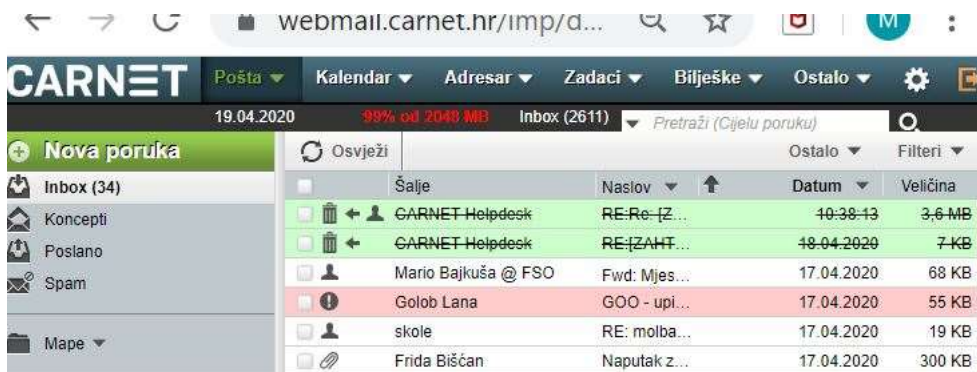 webmail.carnet.hr/imp/d...
M
CARNET Pošta Kalendar Adresar Zadaci Bilješke Ostalo
19.04.2020 99% od 2048 MB Inbox (2611) Pretraži (Cijelu poruku)
Nova poruka Osvježi Ostalo Filteri
Inbox (34) Šalje Naslov Datum Veličina
Koncepti CARNET Helpdesk RE:Re: [Z... 10:38:13 3,6 MB
Poslano CARNET Helpdesk RE:[ZAHT... 18.04.2020 7 KB
Spam Mario Bajkuša @ FSO Fwd: Mjes... 17.04.2020 68 KB
Golob Lana GOO - upi... 17.04.2020 55 KB
Mape skole RE: molba... 17.04.2020 19 KB
Frida Bišćan Naputak z... 17.04.2020 300 KB